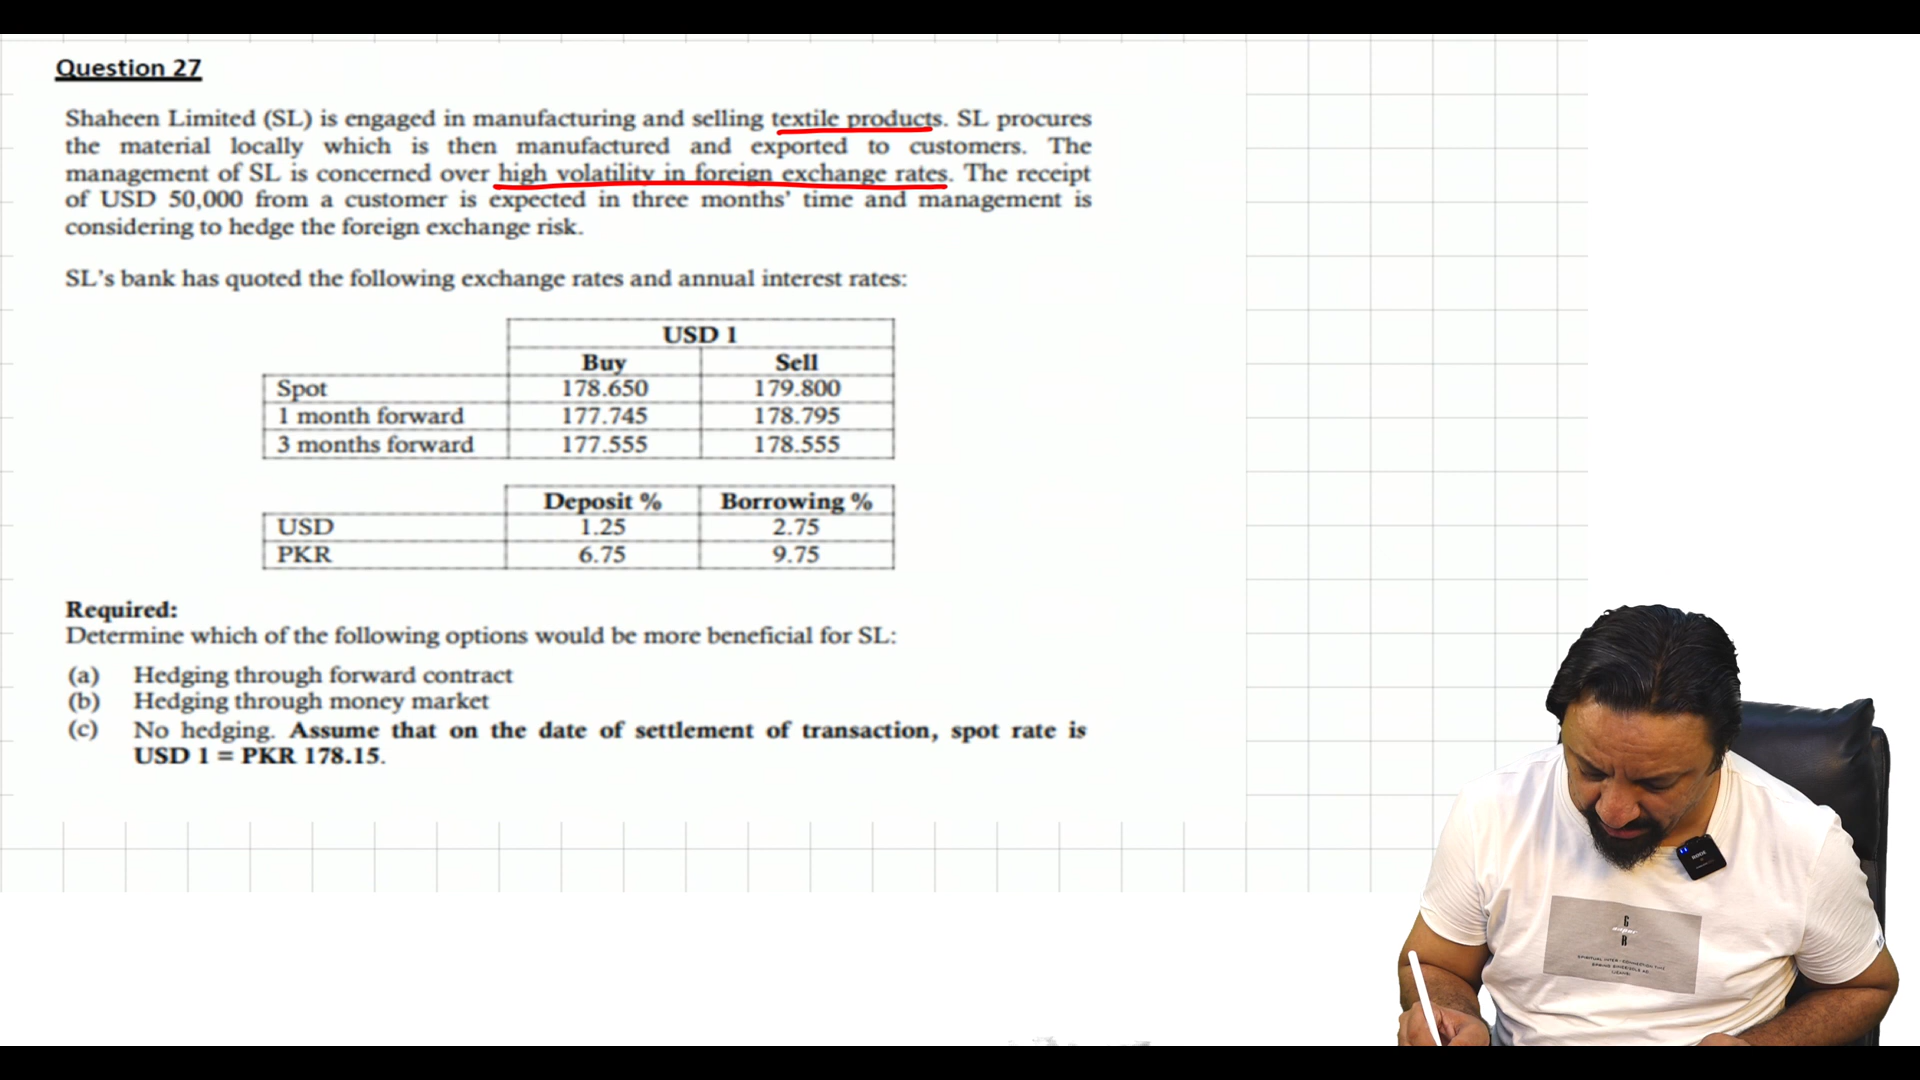 Question 27
Shaheen Limited (SL) is engaged in manufacturing and selling textile products. SL procures
the material locally which is then manufactured and exported to customers. The
management of SL is concerned over high volatility in foreign exchange rates. The receipt
of USD 50,000 from a customer is expected in three months' time and management is
considering to hedge the foreign exchange risk.
SL's bank has quoted the following exchange rates and annual interest rates:
USD 1
Buy Sell
Spot 178.650 179.800
1 month forward 177.745 178.795
3 months forward 177.555 178.555
Deposit % Borrowing %
USD 1.25 2.75
PKR 6.75 9.75
Required:
Determine which of the following options would be more beneficial for SL:
(a) Hedging through forward contract
(b) Hedging through money market
(c) No hedging. Assume that on the date of settlement of transaction, spot rate is
USD 1 = PKR 178.15.
G
R